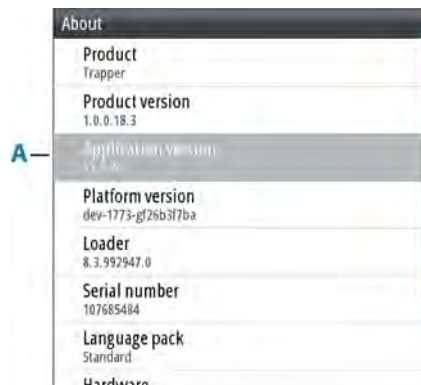 About
Product
Trapper
Product version
1.0.0.18.3
A
Application version
Platform version
dev-1773-gf26b3f7ba
Loader
8.3.992947.0
Serial number
107685484
Language pack
Standard
Hardware